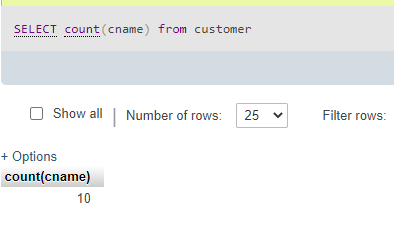 SELECT count(cname) from customer
Show all | Number of rows: 25 Filter rows:
+ Options
count(cname)
10